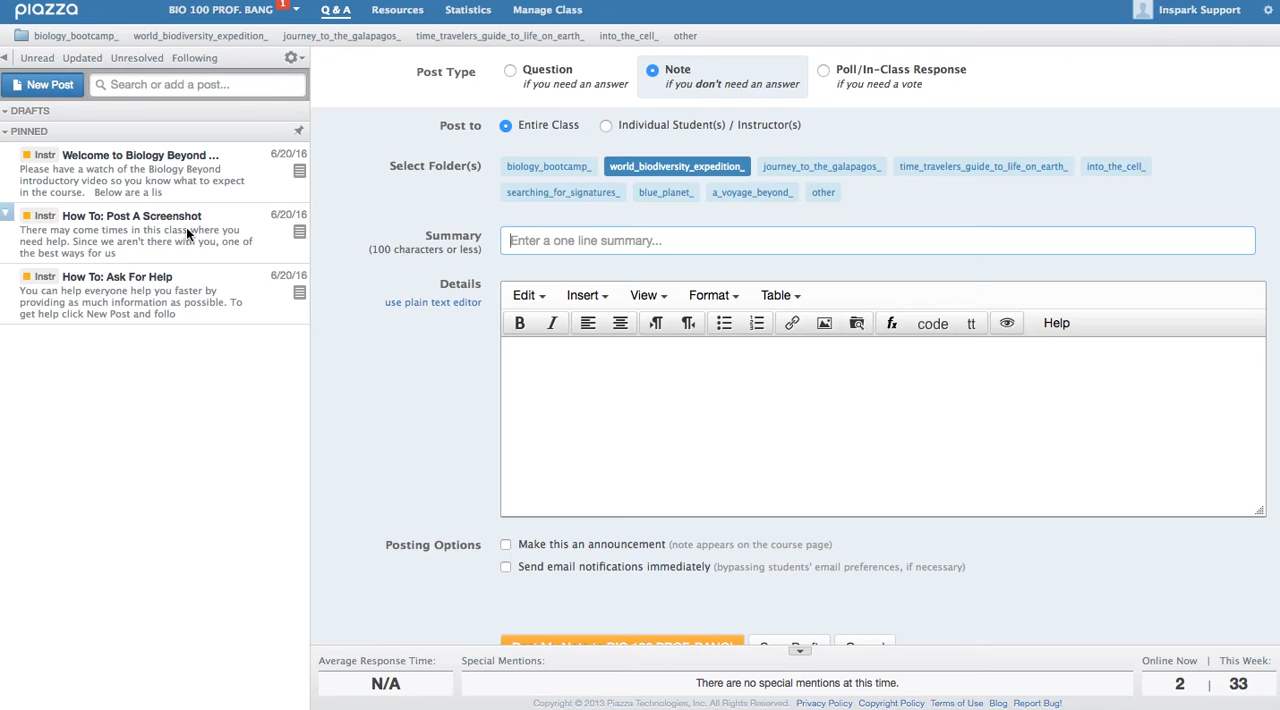 piazza
BIO 100 PROF. BANG 1
Q & A
Resources
Statistics
Manage Class
Inspark Support
biology_bootcamp_ world_biodiversity_expedition_ journey_to_the_galapagos_ time_travelers_guide_to_life_on_earth_ into_the_cell_ other
Unread Updated Unresolved Following
New Post
Search or add a post...
DRAFTS
PINNED
Instr Welcome to Biology Beyond ... 6/20/16
Please have a watch of the Biology Beyond
introductory video so you know what to expect
in the course. Below are a lis
Instr How To: Post A Screenshot 6/20/16
There may come times in this class where you
need help. Since we aren't there with you, one of
the best ways for us
Instr How To: Ask For Help 6/20/16
You can help everyone help you faster by
providing as much information as possible. To
get help click New Post and follo
Post Type
Question
if you need an answer
Note
if you don't need an answer
Poll/In-Class Response
if you need a vote
Post to
Entire Class
Individual Student(s) / Instructor(s)
Select Folder(s)
biology_bootcamp_ world_biodiversity_expedition_ journey_to_the_galapagos_ time_travelers_guide_to_life_on_earth_ into_the_cell_
searching_for_signatures_ blue_planet_ a_voyage_beyond_ other
Summary
(100 characters or less)
Enter a one line summary...
Details
use plain text editor
Edit Insert View Format Table
B I fx code tt Help
Posting Options
Make this an announcement (note appears on the course page)
Send email notifications immediately (bypassing students' email preferences, if necessary)
Average Response Time:
N/A
Special Mentions:
There are no special mentions at this time.
Online Now | This Week:
2 | 33
Copyright © 2013 Piazza Technologies, Inc. All Rights Reserved. Privacy Policy Copyright Policy Terms of Use Blog Report Bug!